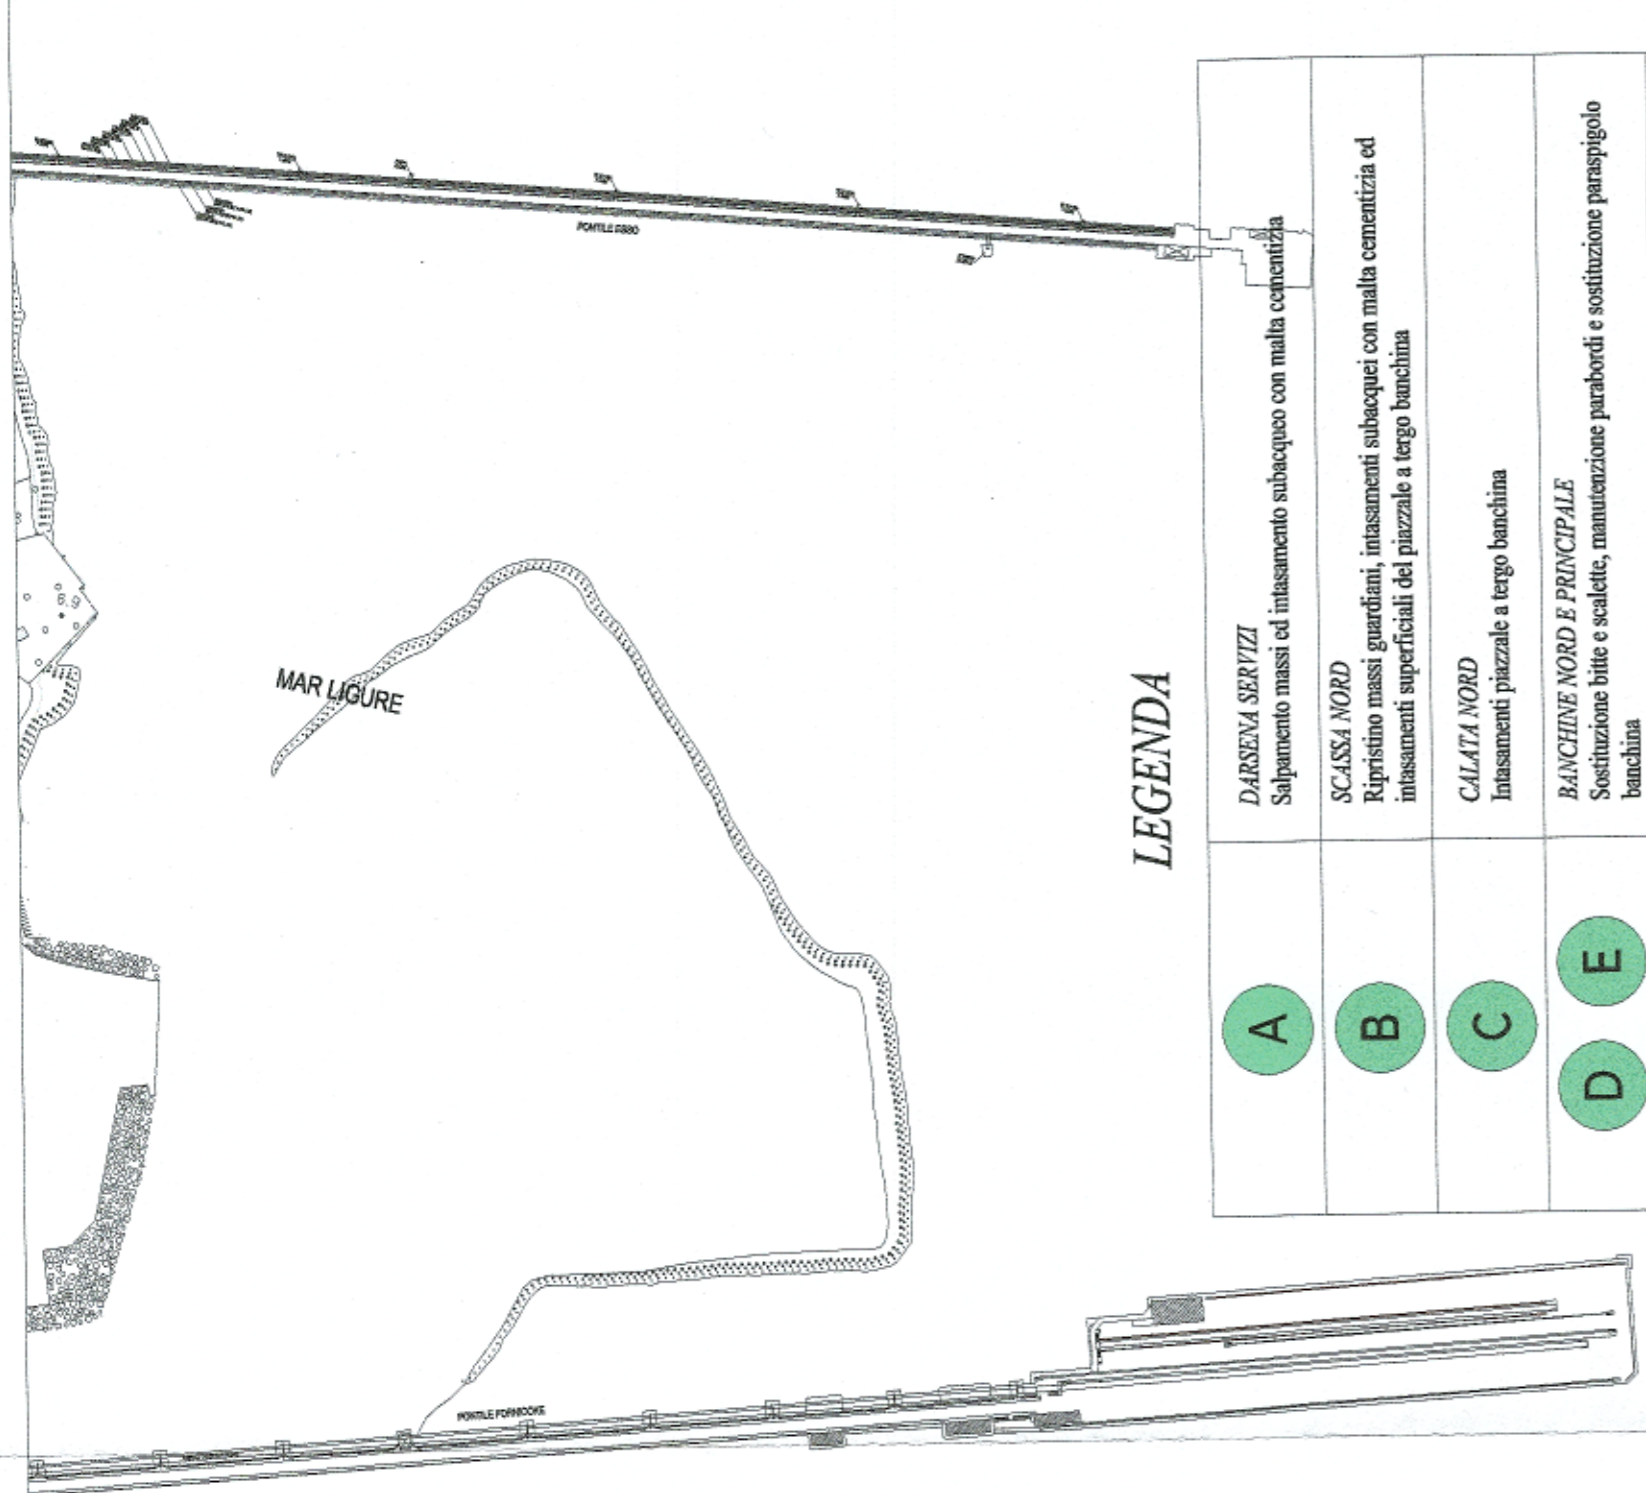 MAR LIGURE
PONTILE ESSO
PONTILE FORNICOKE
6.9
LEGENDA
A
DARSENA SERVIZI
Salpamento massi ed intasamento subacqueo con malta cementizia
B
SCASSA NORD
Ripristino massi guardiani, intasamenti subacquei con malta cementizia ed
intasamenti superficiali del piazzale a tergo banchina
C
CALATA NORD
Intasamenti piazzale a tergo banchina
D E
BANCHINE NORD E PRINCIPALE
Sostituzione bitte e scalette, manutenzione parabordi e sostituzione paraspigolo
banchina